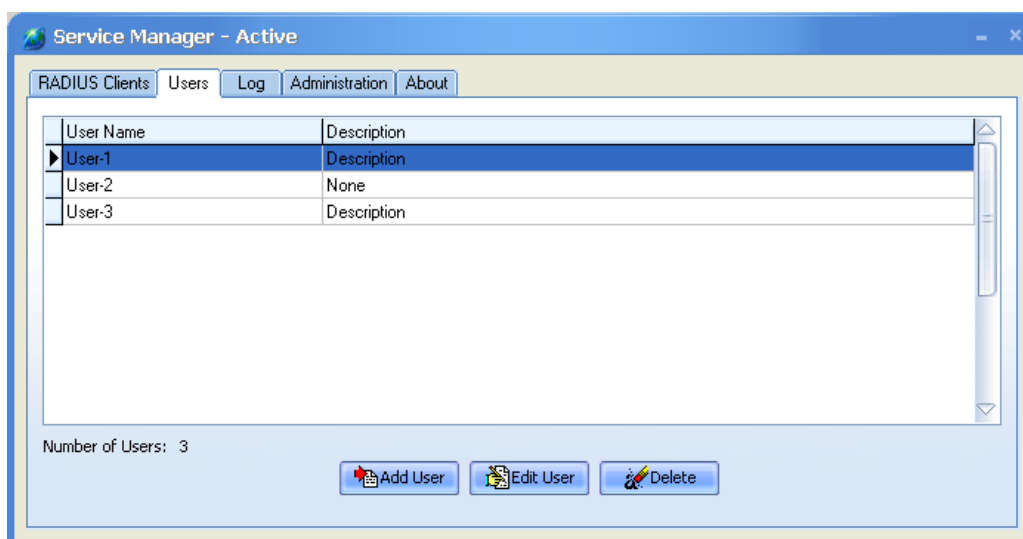 Service Manager - Active
RADIUS Clients Users Log Administration About
User Name Description
User-1 Description
User-2 None
User-3 Description
Number of Users: 3
Add User Edit User Delete